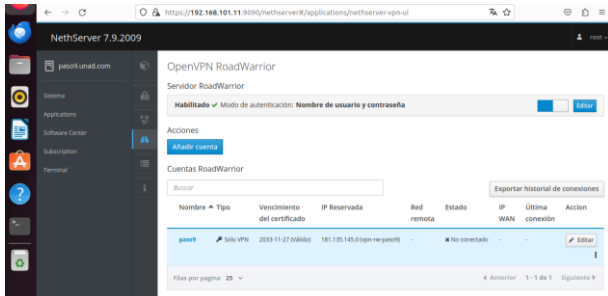 https://192.168.101.11:9090/nethserver#/applications/nethserver-vpn-ui
NethServer 7.9.2009
root
paso9.unad.com
Sistema
Applications
Software Center
Subscription
Terminal
OpenVPN RoadWarrior
Servidor RoadWarrior
Habilitado ✔ Modo de autenticación: Nombre de usuario y contraseña
Editar
Acciones
Añadir cuenta
Cuentas RoadWarrior
Buscar
Exportar historial de conexiones
Nombre Tipo Vencimiento del certificado IP Reservada Red remota Estado IP WAN Última conexión Accion
paso9 Sólo VPN 2033-11-27 (Válido) 181.135.145.0 (vpn-rw-paso9) - No conectado - - Editar
Filas por pagina 25
Anterior 1 - 1 de 1 Siguiente